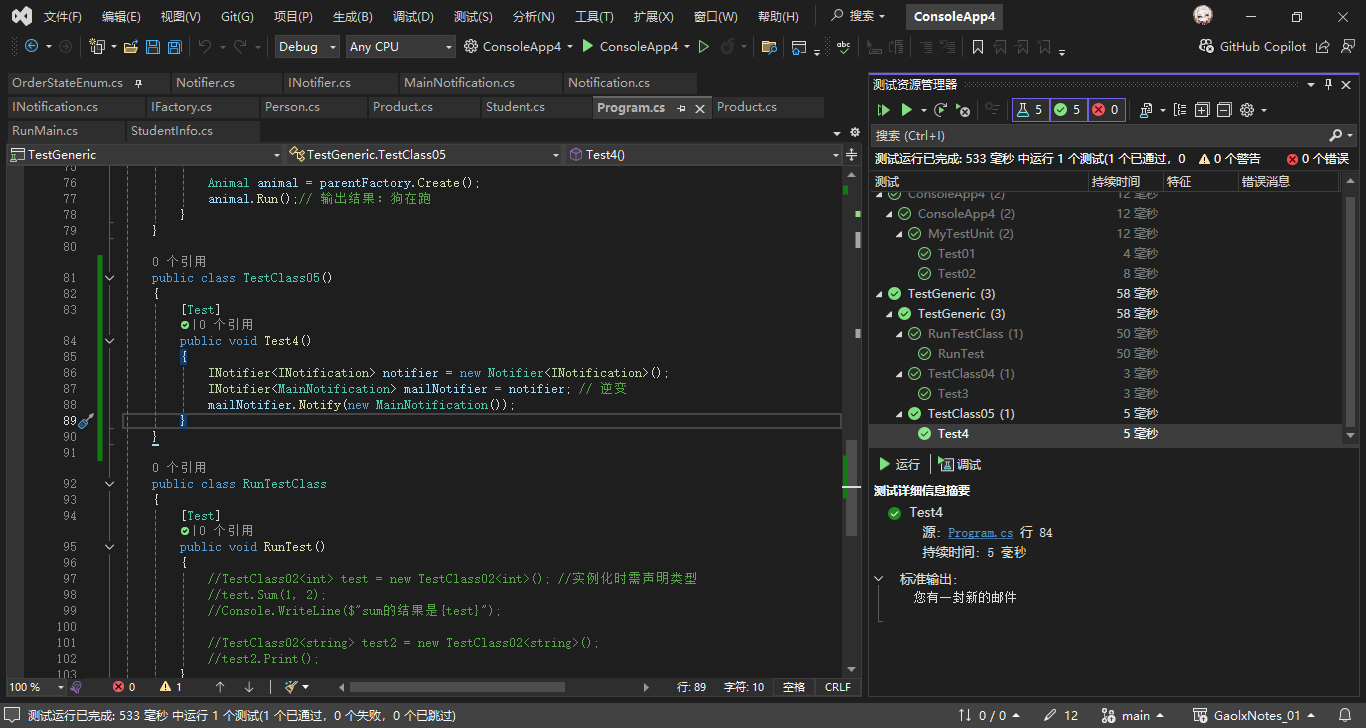 文件(F) 编辑(E) 视图(V) Git(G) 项目(P) 生成(B) 调试(D) 测试(S) 分析(N) 工具(T) 扩展(X) 窗口(W) 帮助(H) 搜索 ConsoleApp4
Debug Any CPU ConsoleApp4 ConsoleApp4 abc GitHub Copilot
OrderStateEnum.cs Notifier.cs INotifier.cs MainNotification.cs Notification.cs
INotification.cs IFactory.cs Person.cs Product.cs Student.cs Program.cs Product.cs
RunMain.cs StudentInfo.cs
TestGeneric TestGeneric.TestClass05 Test4()
75
76 Animal animal = parentFactory.Create();
77 animal.Run();// 输出结果：狗在跑
78 }
79 }
80
0 个引用
81 public class TestClass05()
82 {
83 [Test]
|0 个引用
84 public void Test4()
85 {
86 INotifier<INotification> notifier = new Notifier<INotification>();
87 INotifier<MainNotification> mailNotifier = notifier; // 逆变
88 mailNotifier.Notify(new MainNotification());
89 }
90 }
91
0 个引用
92 public class RunTestClass
93 {
94 [Test]
|0 个引用
95 public void RunTest()
96 {
97 //TestClass02<int> test = new TestClass02<int>(); //实例化时需声明类型
98 //test.Sum(1, 2);
99 //Console.WriteLine($"sum的结果是{test}");
100
101 //TestClass02<string> test2 = new TestClass02<string>();
102 //test2.Print();
103 }
100 % 0 1 行: 89 字符: 10 空格 CRLF
测试资源管理器
5 5 0
搜索 (Ctrl+I)
测试运行已完成: 533 毫秒 中运行 1 个测试(1 个已通过，0 0 个警告 0 个错误
测试 持续时间 特征 错误消息
ConsoleApp4 (2) 12 毫秒
ConsoleApp4 (2) 12 毫秒
MyTestUnit (2) 12 毫秒
Test01 4 毫秒
Test02 8 毫秒
TestGeneric (3) 58 毫秒
TestGeneric (3) 58 毫秒
RunTestClass (1) 50 毫秒
RunTest 50 毫秒
TestClass04 (1) 3 毫秒
Test3 3 毫秒
TestClass05 (1) 5 毫秒
Test4 5 毫秒
运行 调试
测试详细信息摘要
Test4
源: Program.cs 行 84
持续时间: 5 毫秒
标准输出:
您有一封新的邮件
测试运行已完成: 533 毫秒 中运行 1 个测试(1 个已通过，0 个失败，0 个已跳过) 0 / 0 12 main GaolxNotes_01